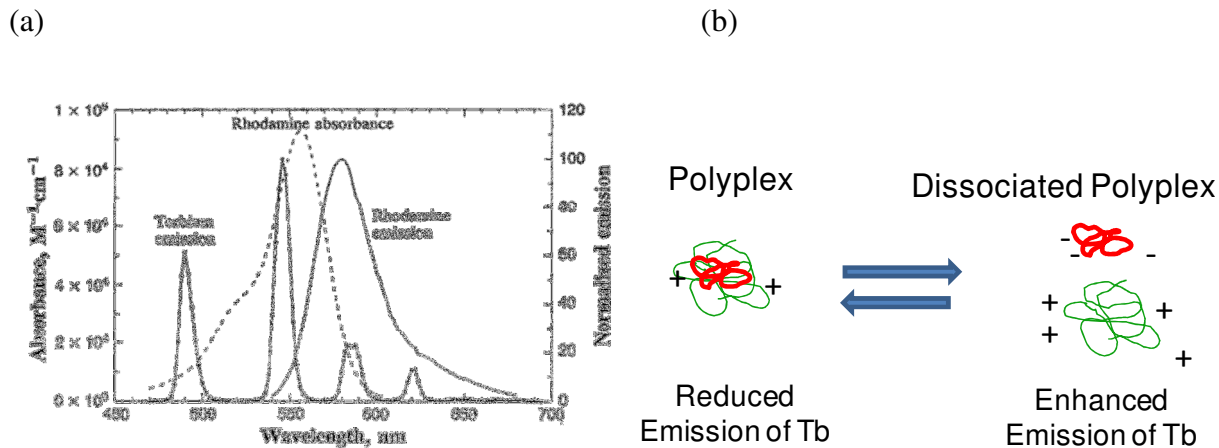 (a)
(b)
1 × 10⁵
8 × 10⁴
6 × 10⁴
4 × 10⁴
2 × 10⁴
0 × 10⁰
Absorbance, M⁻¹·cm⁻¹
Rhodamine absorbance
Terbium
emission
Rhodamine
emission
120
100
80
60
40
20
0
Normalized emission
450
500
550
600
650
700
Wavelength, nm
Polyplex
Dissociated Polyplex
+
+
-
-
-
+
+
+
+
Reduced
Emission of Tb
Enhanced
Emission of Tb